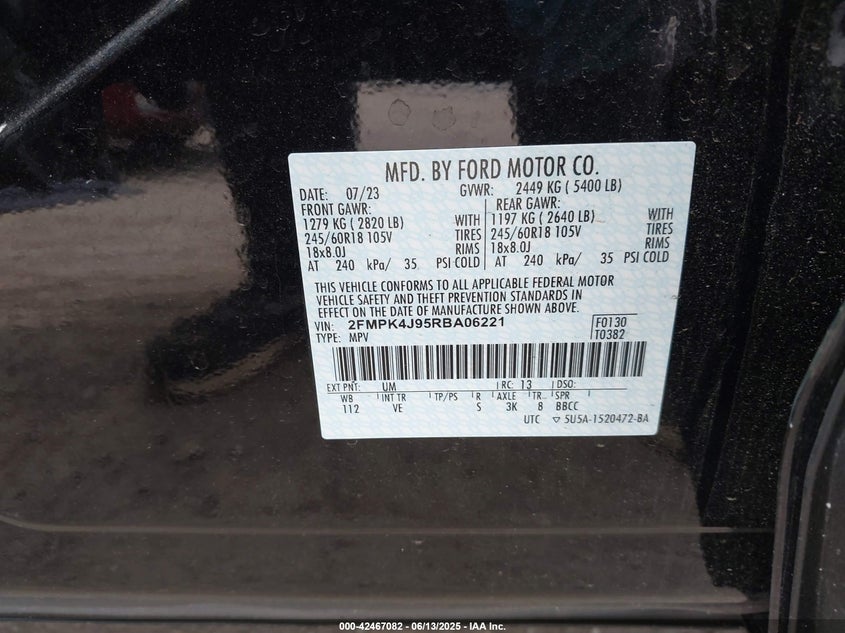 MFD. BY FORD MOTOR CO.
DATE: 07/23 GVWR: 2449 KG ( 5400 LB)
FRONT GAWR: REAR GAWR:
1279 KG ( 2820 LB) WITH 1197 KG ( 2640 LB) WITH
245/60R18 105V TIRES 245/60R18 105V TIRES
18x8.0J RIMS 18x8.0J RIMS
AT 240 kPa/ 35 PSI COLD AT 240 kPa/ 35 PSI COLD
THIS VEHICLE CONFORMS TO ALL APPLICABLE FEDERAL MOTOR
VEHICLE SAFETY AND THEFT PREVENTION STANDARDS IN
EFFECT ON THE DATE OF MANUFACTURE SHOWN ABOVE.
VIN: 2FMPK4J95RBA06221 F0130
TYPE: MPV T0382
EXT PNT: UM RC: 13 DSO:
WB INT TR TP/PS R AXLE TR SPR
112 VE S 3K 8 BBCC
UTC ▽ 5U5A-1520472-BA
000-42467082 - 06/13/2025 - IAA Inc.